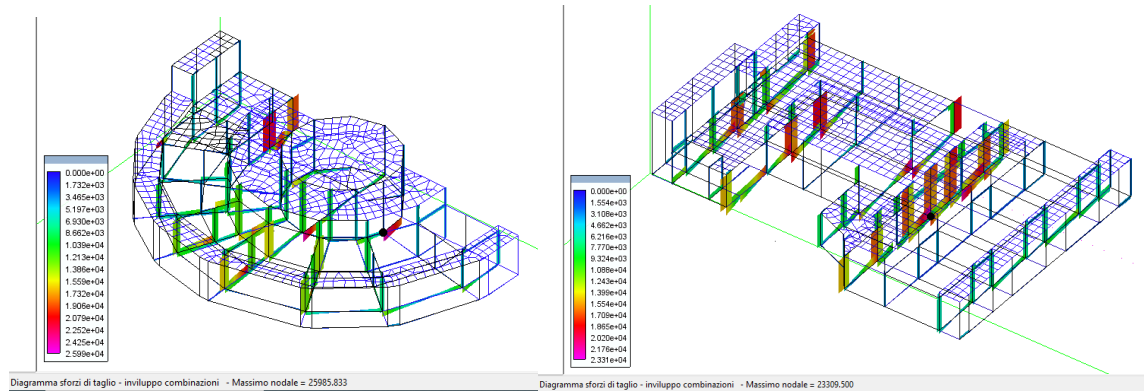 0.000e+00
1.732e+03
3.465e+03
5.197e+03
6.930e+03
8.662e+03
1.039e+04
1.213e+04
1.386e+04
1.559e+04
1.732e+04
1.906e+04
2.079e+04
2.252e+04
2.425e+04
2.599e+04
Diagramma sforzi di taglio - inviluppo combinazioni - Massimo nodale = 25985.833
0.000e+00
1.554e+03
3.108e+03
4.662e+03
6.216e+03
7.770e+03
9.324e+03
1.088e+04
1.243e+04
1.399e+04
1.554e+04
1.709e+04
1.865e+04
2.020e+04
2.176e+04
2.331e+04
Diagramma sforzi di taglio - inviluppo combinazioni - Massimo nodale = 23309.500